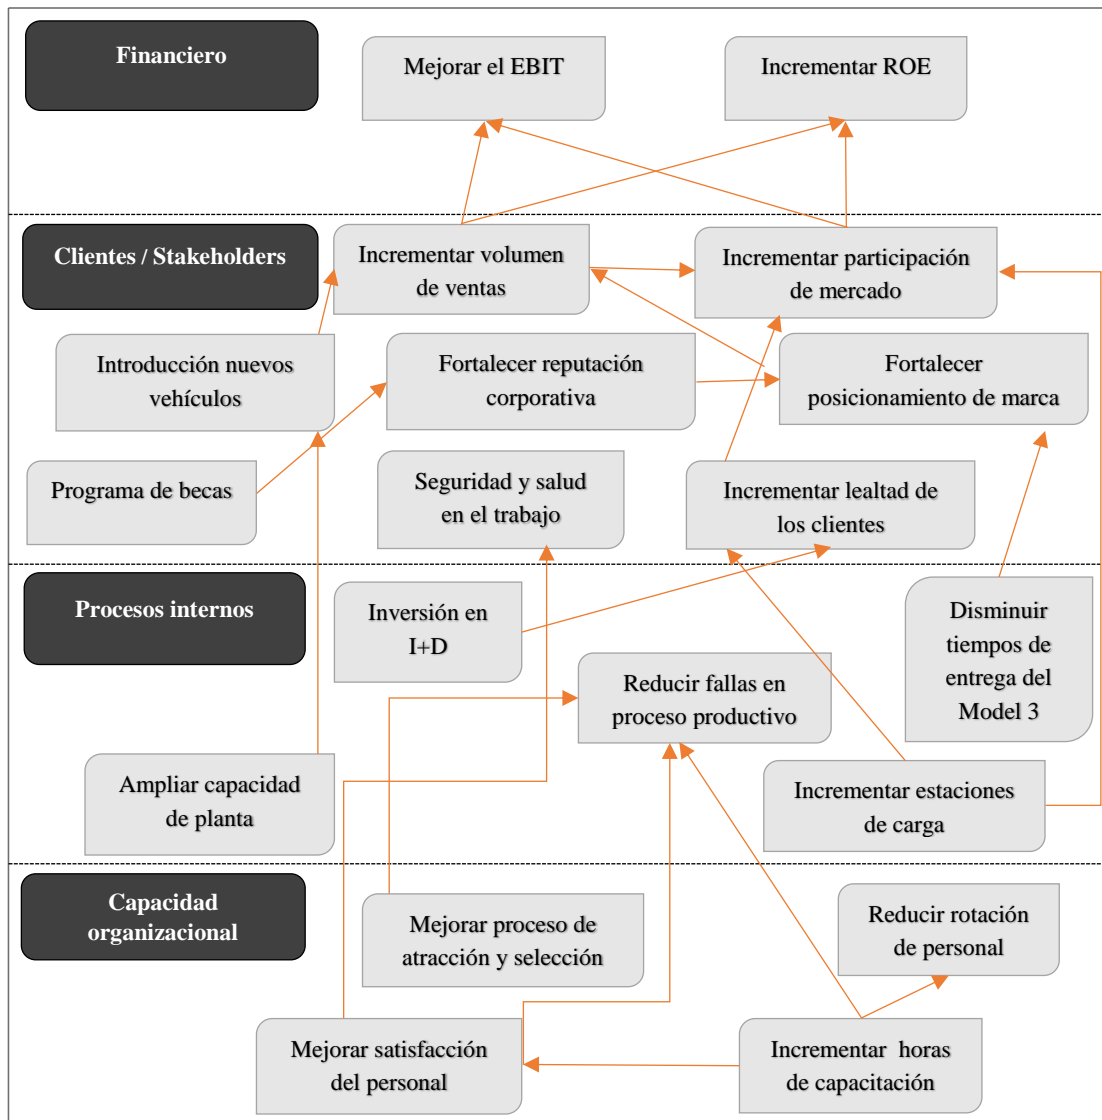 Financiero
Mejorar el EBIT
Incrementar ROE
Clientes / Stakeholders
Incrementar volumen
de ventas
Incrementar participación
de mercado
Introducción nuevos
vehículos
Fortalecer reputación
corporativa
Fortalecer
posicionamiento de marca
Programa de becas
Seguridad y salud
en el trabajo
Incrementar lealtad de
los clientes
Procesos internos
Inversión en
I+D
Disminuir
tiempos de
entrega del
Model 3
Reducir fallas en
proceso productivo
Ampliar capacidad
de planta
Incrementar estaciones
de carga
Capacidad
organizacional
Mejorar proceso de
atracción y selección
Reducir rotación
de personal
Mejorar satisfacción
del personal
Incrementar horas
de capacitación